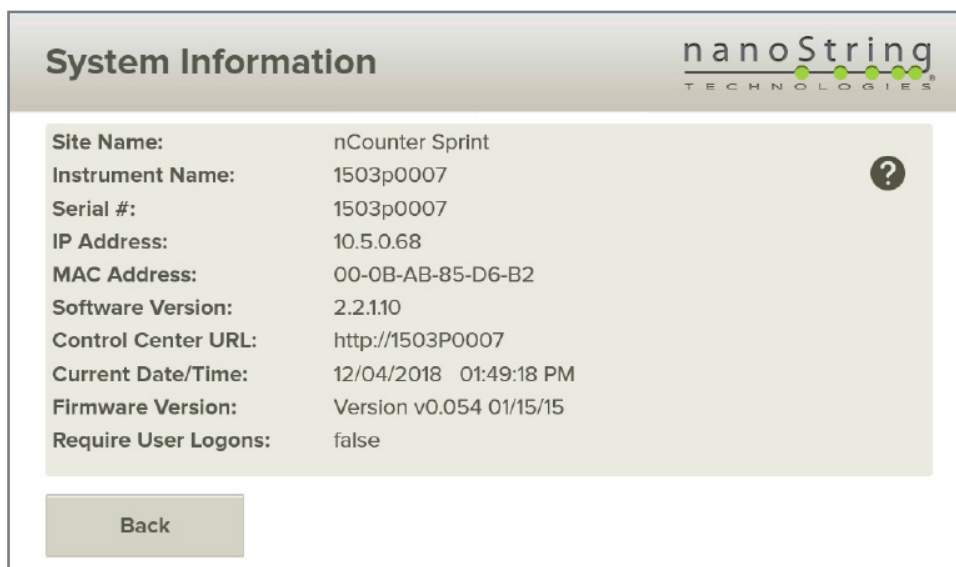 System Information
nanoString
TECHNOLOGIES®
Site Name: nCounter Sprint
Instrument Name: 1503p0007
Serial #: 1503p0007
IP Address: 10.5.0.68
MAC Address: 00-0B-AB-85-D6-B2
Software Version: 2.2.1.10
Control Center URL: http://1503P0007
Current Date/Time: 12/04/2018 01:49:18 PM
Firmware Version: Version v0.054 01/15/15
Require User Logons: false
?
Back